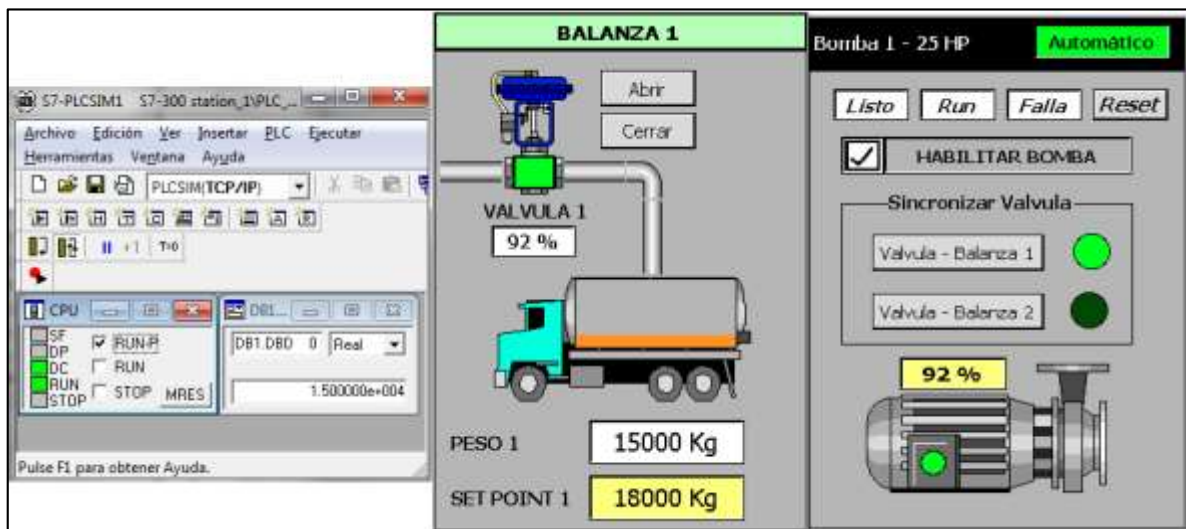 S7-PLCSIM1 S7-300 station_1\PLC_...
Archivo Edición Ver Insertar PLC Ejecutar
Herramientas Ventana Ayuda
PLCSIM(TCP/IP)
+1 T=0
CPU
SF
DP
DC
RUN
STOP
RUN-P
RUN
STOP
MRES
DB1...
DB1.DBD 0 Real
1.500000e+004
Pulse F1 para obtener Ayuda.
BALANZA 1
Abrir
Cerrar
VALVULA 1
92 %
PESO 1 15000 Kg
SET POINT 1 18000 Kg
Bomba 1 - 25 HP Automático
Listo Run Falla Reset
HABILITAR BOMBA
Sincronizar Valvula
Valvula - Balanza 1
Valvula - Balanza 2
92 %